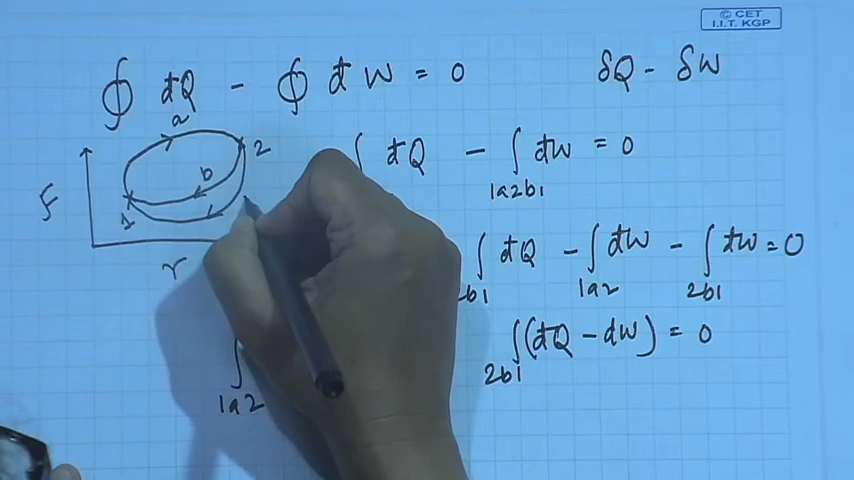 © CET
I.I.T. KGP
∮ đQ - ∮ đW = 0
δQ - δW
a
2
b
1
F
r
∫ đQ - ∫1a2b1 đW = 0
∫2b1 đQ - ∫1a2 đW - ∫2b1 đW = 0
∫1a2
∫2b1 (đQ - dW) = 0